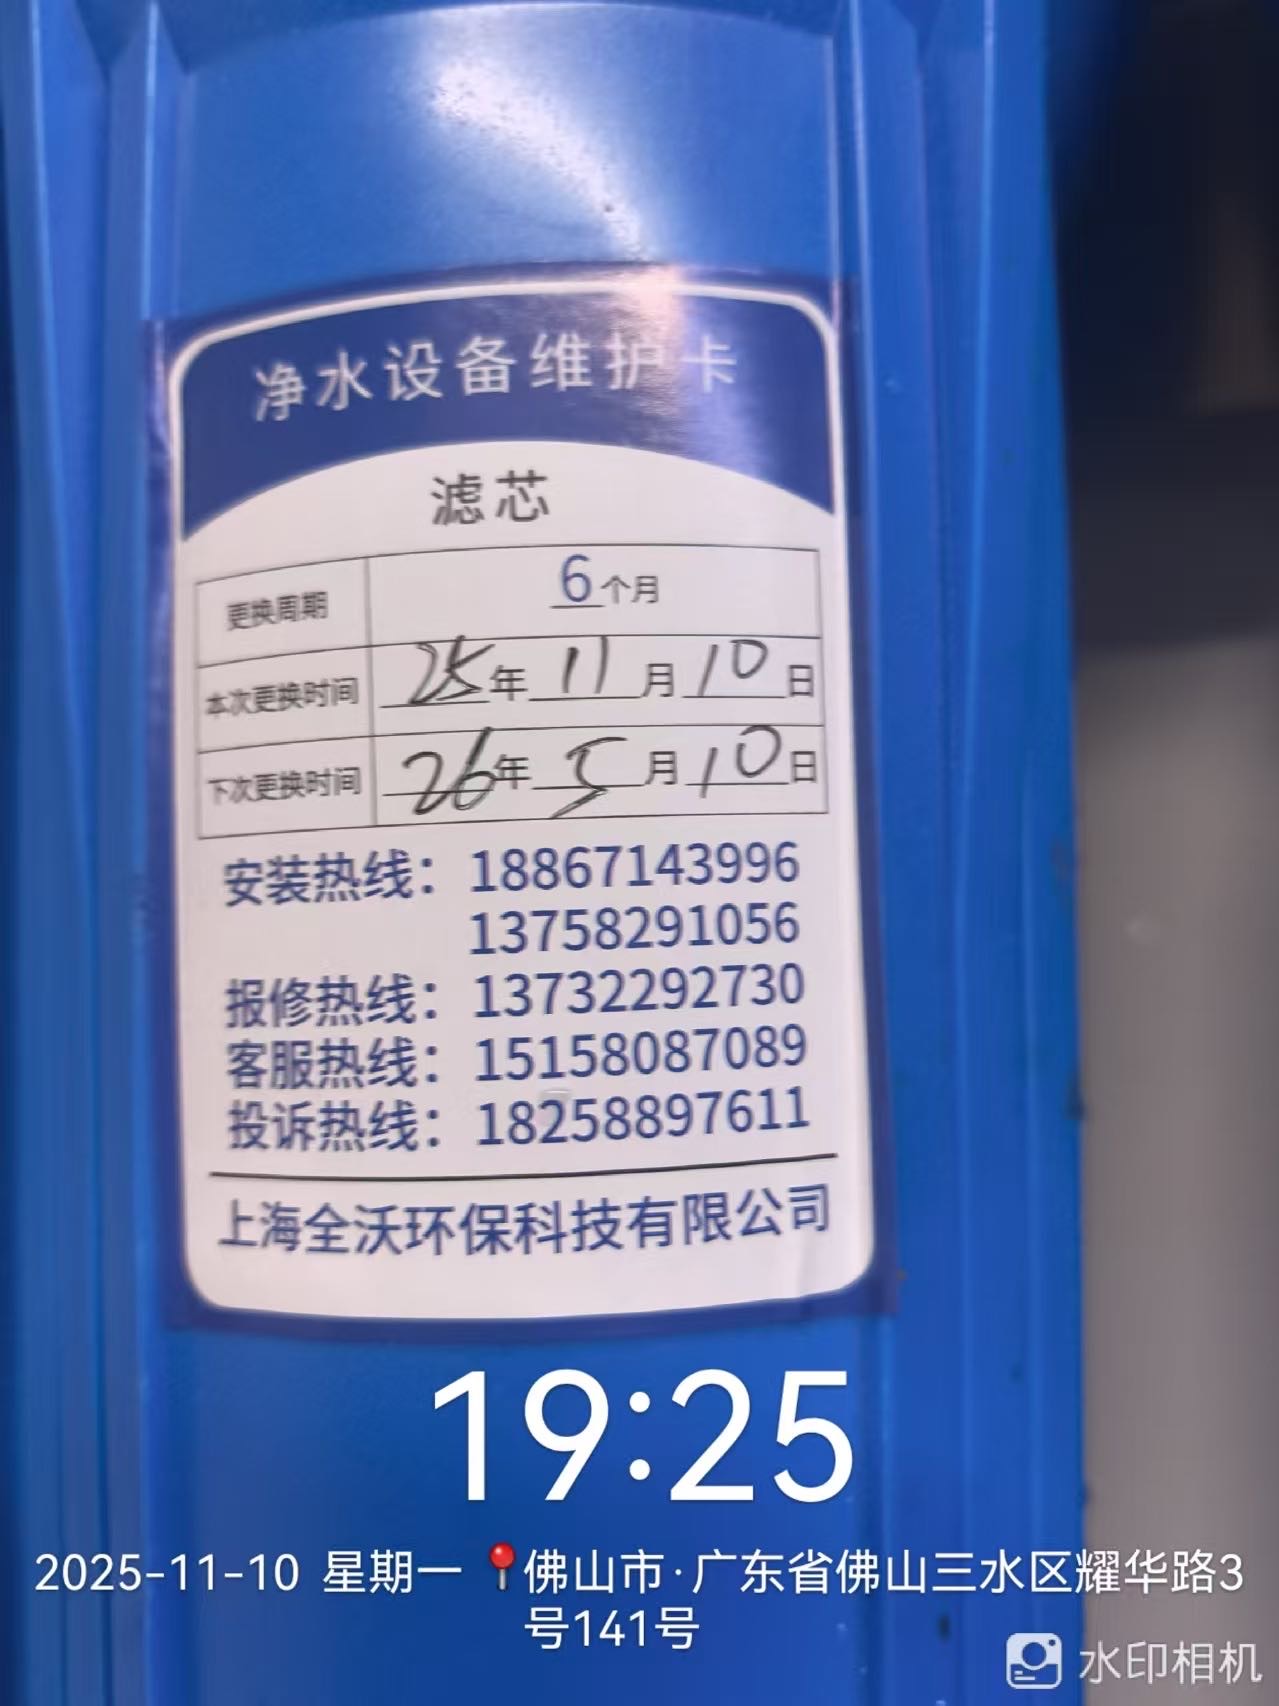 净水设备维护卡
滤芯
更换周期 6个月
本次更换时间 25年11月10日
下次更换时间 26年5月10日
安装热线：18867143996
13758291056
报修热线：13732292730
客服热线：15158087089
投诉热线：18258897611
上海全沃环保科技有限公司
19:25
2025-11-10 星期一 佛山市·广东省佛山三水区耀华路3
号141号
水印相机